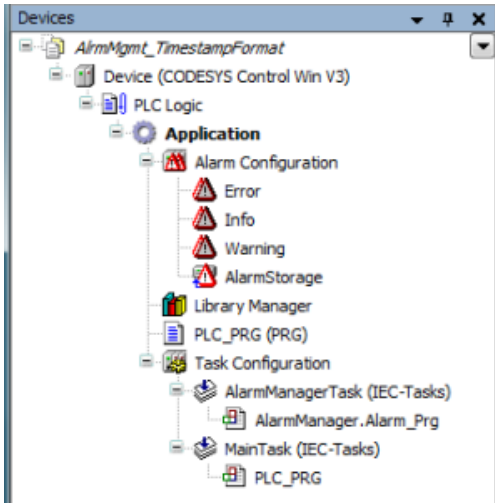 Devices
AlrmMgmt_TimestampFormat
Device (CODESYS Control Win V3)
PLC Logic
Application
Alarm Configuration
Error
Info
Warning
AlarmStorage
Library Manager
PLC_PRG (PRG)
Task Configuration
AlarmManagerTask (IEC-Tasks)
AlarmManager.Alarm_Prg
MainTask (IEC-Tasks)
PLC_PRG